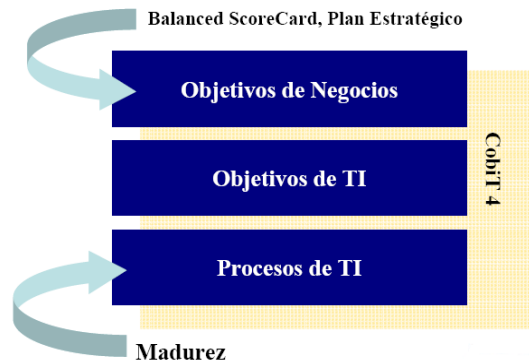 Balanced ScoreCard, Plan Estratégico
Objetivos de Negocios
Objetivos de TI
Procesos de TI
CobiT 4
Madurez